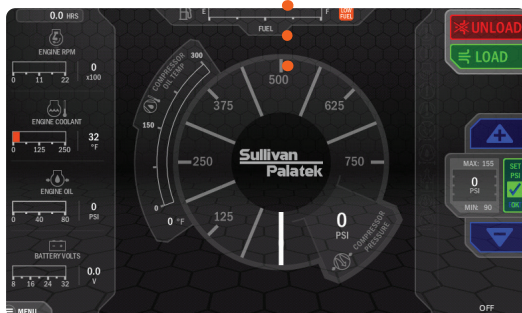 0.0 HRS
ENGINE RPM
0 11 22
0
x100
ENGINE COOLANT
0 125 250
32
°F
ENGINE OIL
0 40 80
0
PSI
BATTERY VOLTS
8 16 24 32
0.0
V
MENU
E F
LOW
FUEL
FUEL
COMPRESSOR
OIL TEMP
300
150
0
0 °F
125
250
375
500
625
750
Sullivan
Palatek
0
PSI
COMPRESSOR
PRESSURE
UNLOAD
LOAD
MAX: 155
0
PSI
MIN: 90
SET
PSI
OK
OFF